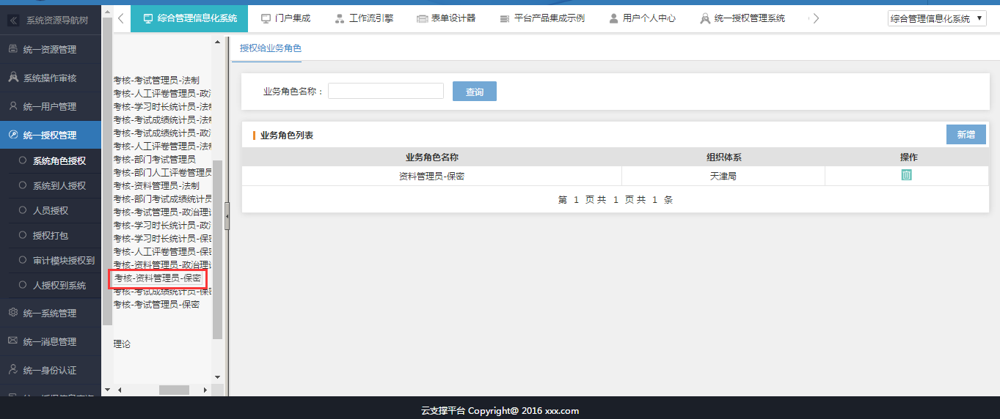 系统资源导航树
统一资源管理
系统操作审核
统一用户管理
统一授权管理
系统角色授权
系统到人授权
人员授权
授权打包
审计模块授权到
人授权到系统
统一系统管理
统一消息管理
统一身份认证
综合管理信息化系统
门户集成
工作流引擎
表单设计器
平台产品集成示例
用户个人中心
统一授权管理系统
综合管理信息化系统
考核-考试管理员-法制
考核-人工评卷管理员-政
考核-学习时长统计员-法制
考核-考试成绩统计员-法制
考核-考试成绩统计员-政
考核-人工评卷管理员-法制
考核-部门考试管理员
考核-部门人工评卷管理员
考核-资料管理员-法制
考核-部门考试成绩统计员
考核-考试管理员-政治理
考核-学习时长统计员-政
考核-学习时长统计员-保密
考核-人工评卷管理员-保密
考核-资料管理员-政治理
考核-资料管理员-保密
考核-考试成绩统计员-保密
考核-考试管理员-保密
理论
授权给业务角色
业务角色名称： 查询
业务角色列表 新增
业务角色名称 组织体系 操作
资料管理员-保密 天津局
第 1 页共 1 页共 1 条
云支撑平台 Copyright@ 2016 xxx.com